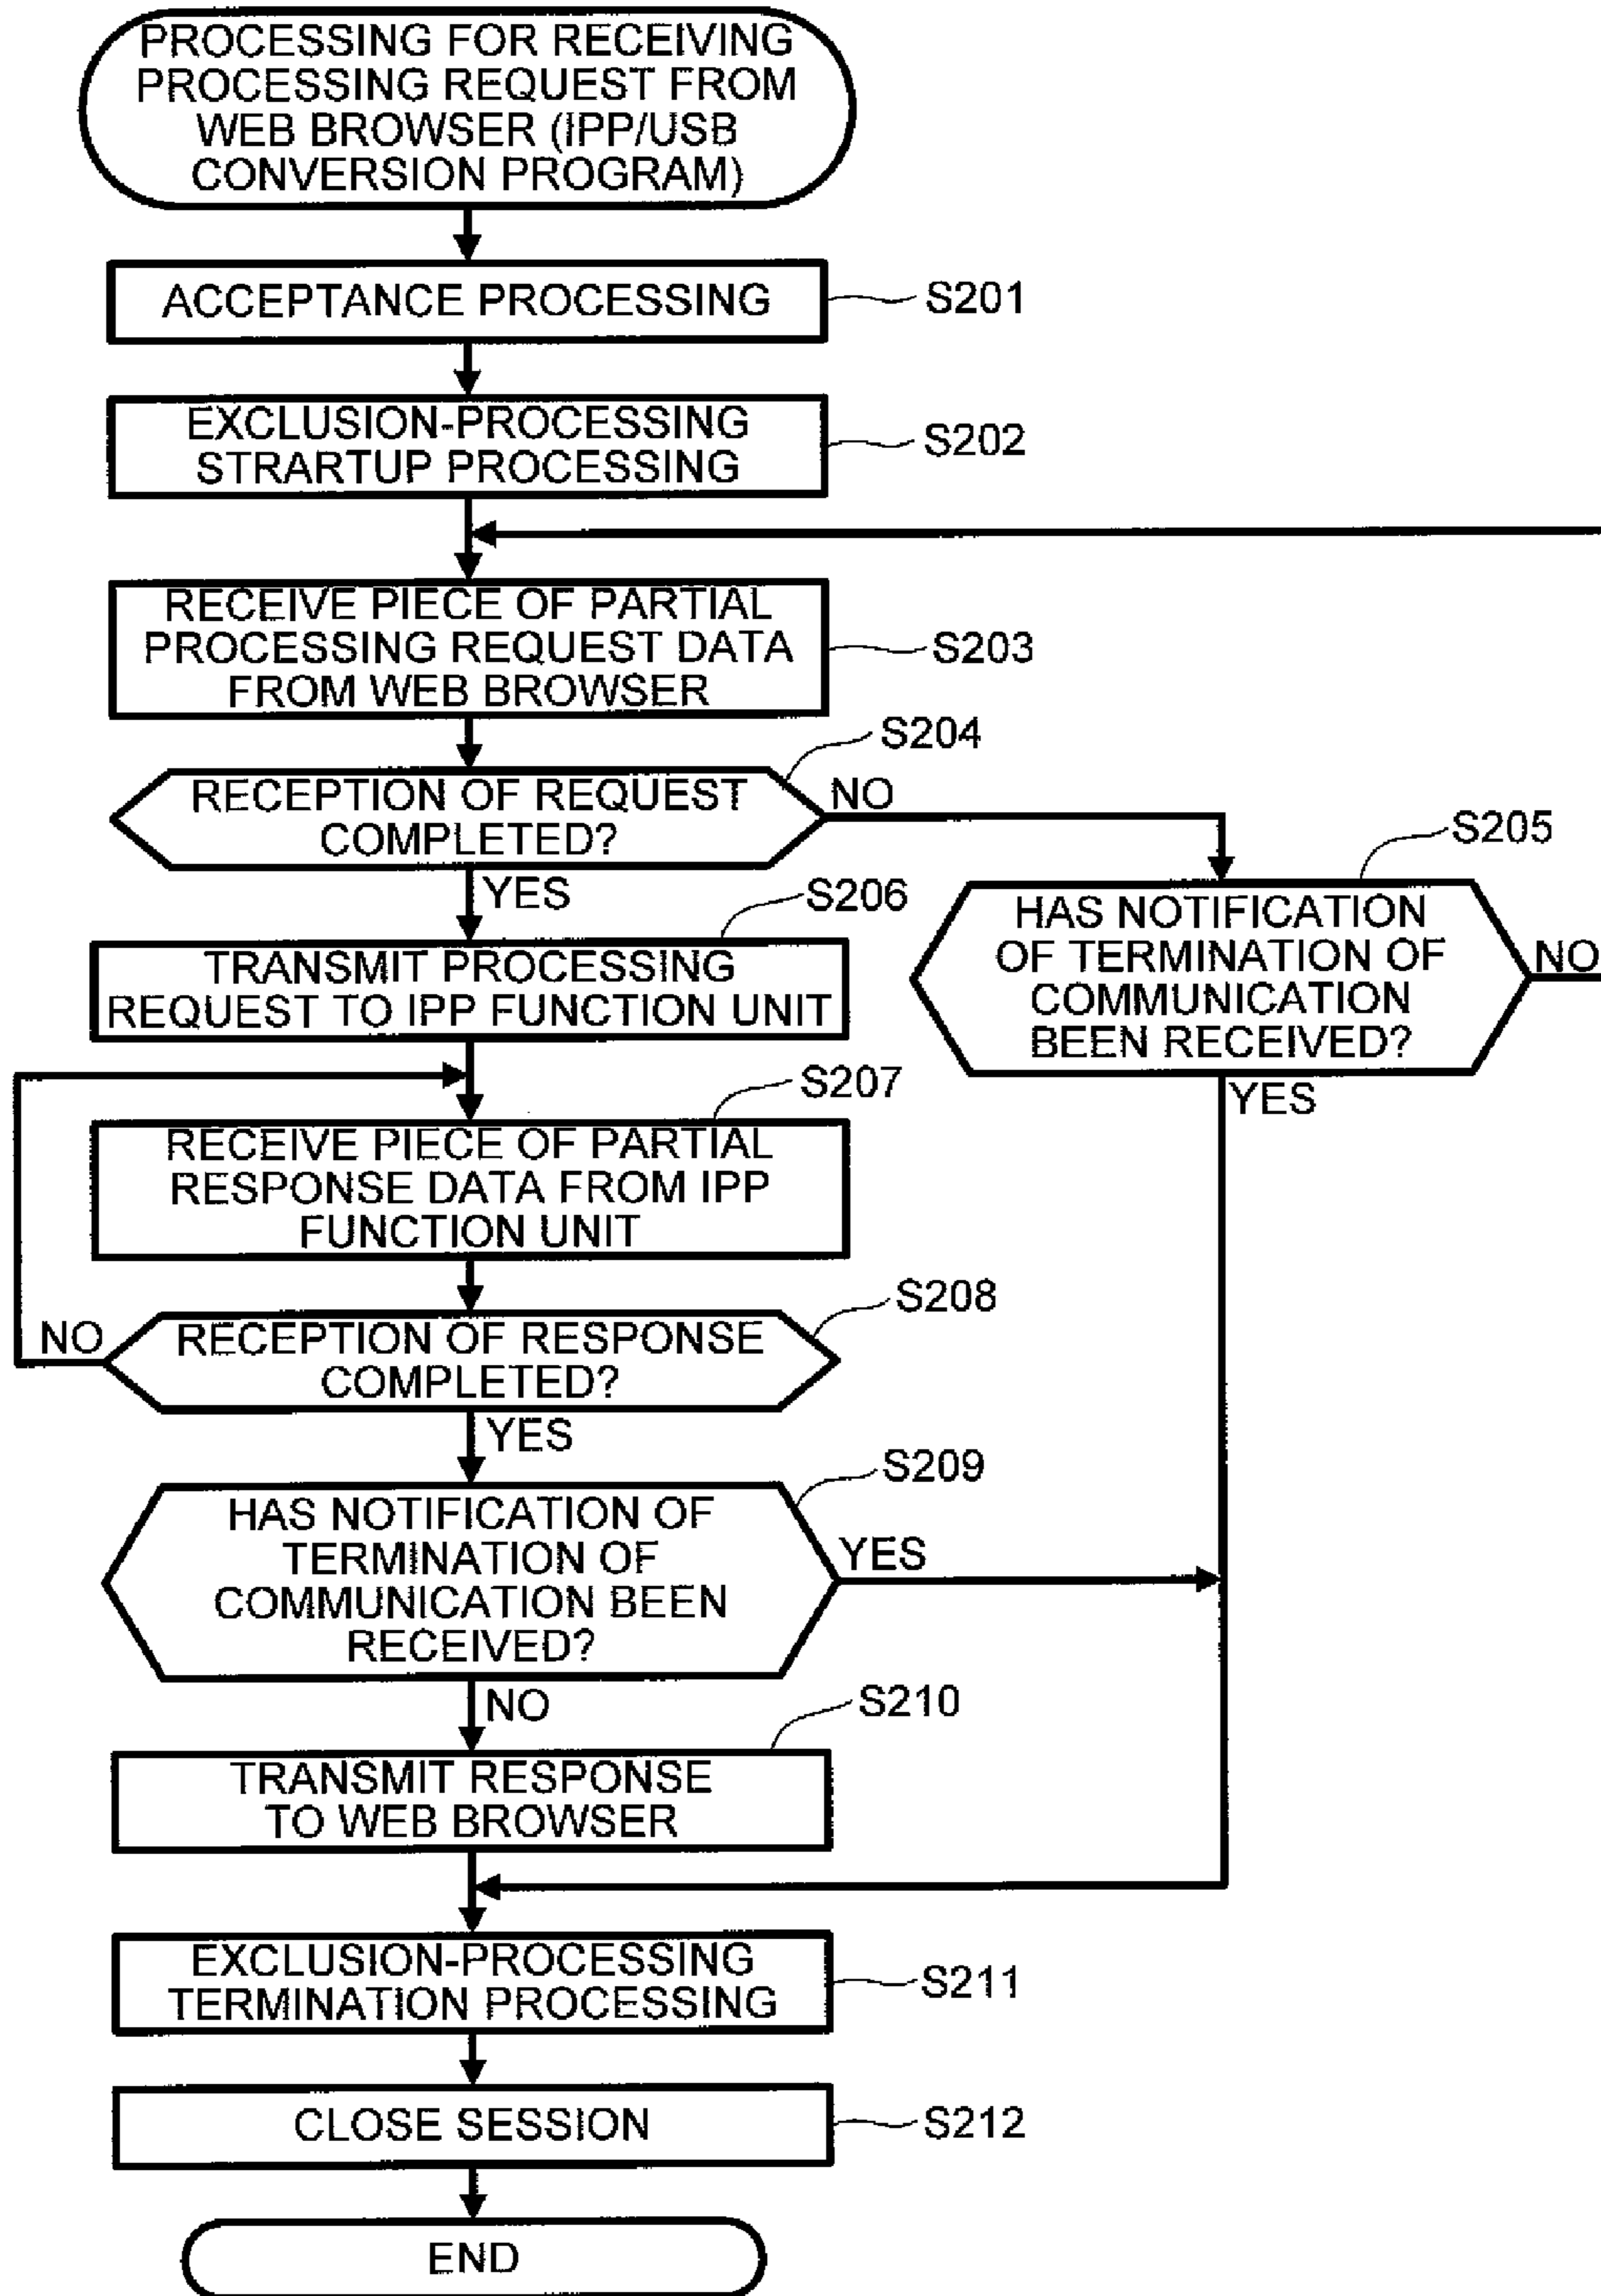 PROCESSING FOR RECEIVING
PROCESSING REQUEST FROM
WEB BROWSER (IPP/USB
CONVERSION PROGRAM)
ACCEPTANCE PROCESSING
S201
EXCLUSION-PROCESSING
STRARTUP PROCESSING
S202
RECEIVE PIECE OF PARTIAL
PROCESSING REQUEST DATA
FROM WEB BROWSER
S203
S204
RECEPTION OF REQUEST
COMPLETED?
NO
YES
S205
HAS NOTIFICATION
OF TERMINATION OF
COMMUNICATION
BEEN RECEIVED?
NO
YES
S206
TRANSMIT PROCESSING
REQUEST TO IPP FUNCTION UNIT
S207
RECEIVE PIECE OF PARTIAL
RESPONSE DATA FROM IPP
FUNCTION UNIT
S208
RECEPTION OF RESPONSE
COMPLETED?
NO
YES
S209
HAS NOTIFICATION OF
TERMINATION OF
COMMUNICATION BEEN
RECEIVED?
YES
NO
S210
TRANSMIT RESPONSE
TO WEB BROWSER
EXCLUSION-PROCESSING
TERMINATION PROCESSING
S211
CLOSE SESSION
S212
END